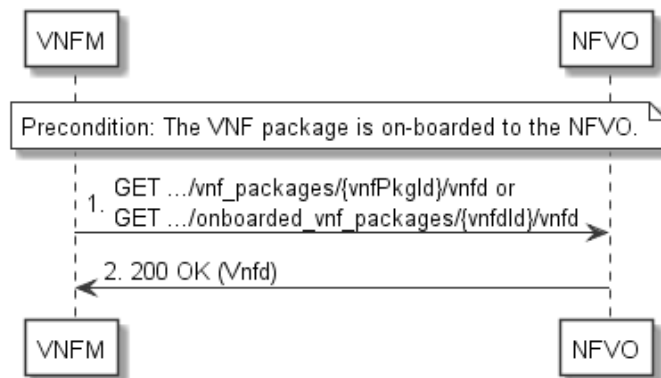 VNFM
NFVO
Precondition: The VNF package is on-boarded to the NFVO.
1. GET .../vnf_packages/{vnfPkgId}/vnfd or
GET .../onboarded_vnf_packages/{vnfdId}/vnfd
2. 200 OK (Vnfd)
VNFM
NFVO